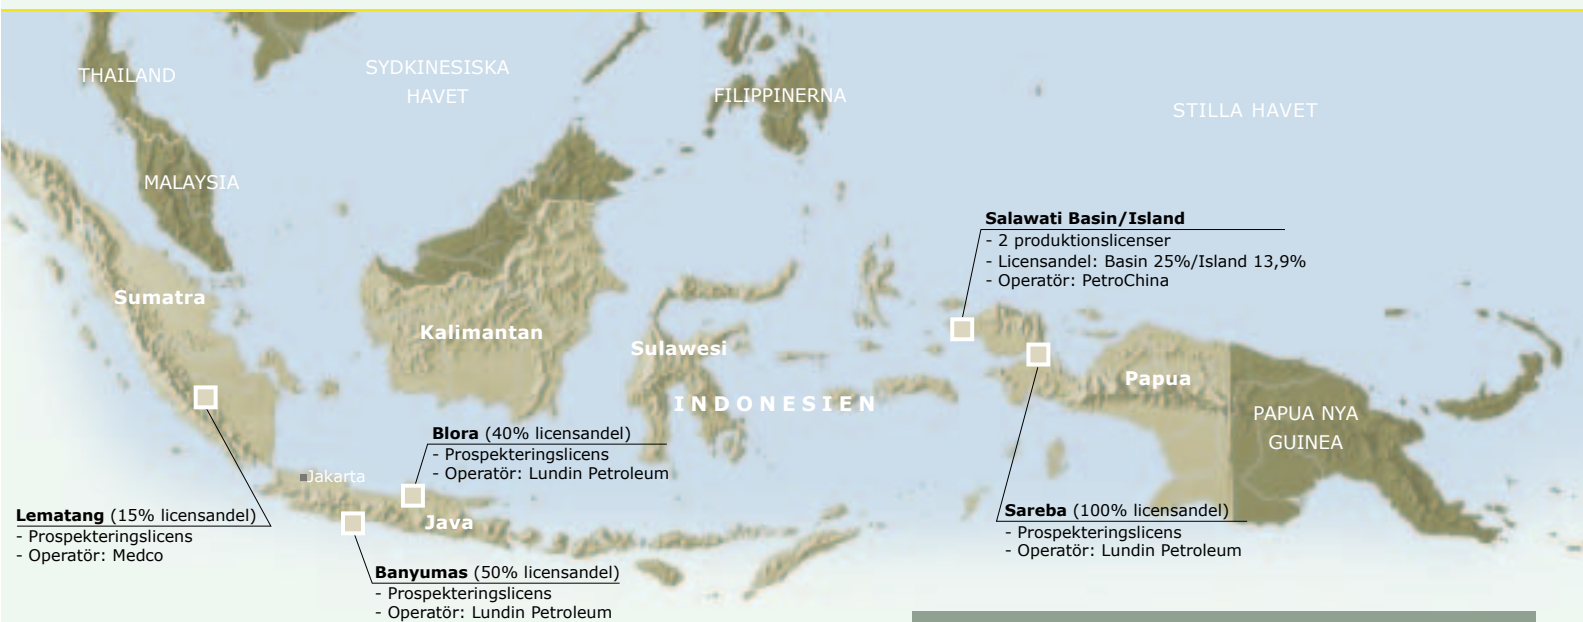 THAILAND
SYDKINESISKA
HAVET
FILIPPINERNA
STILLA HAVET
MALAYSIA
Salawati Basin/Island
- 2 produktionslicenser
- Licensandel: Basin 25%/Island 13,9%
- Operatör: PetroChina
Sumatra
Kalimantan
Sulawesi
Papua
INDONESIEN
PAPUA NYA
GUINEA
Blora (40% licensandel)
- Prospekteringslicens
- Operatör: Lundin Petroleum
Jakarta
Java
Lematang (15% licensandel)
- Prospekteringslicens
- Operatör: Medco
Sareba (100% licensandel)
- Prospekteringslicens
- Operatör: Lundin Petroleum
Banyumas (50% licensandel)
- Prospekteringslicens
- Operatör: Lundin Petroleum